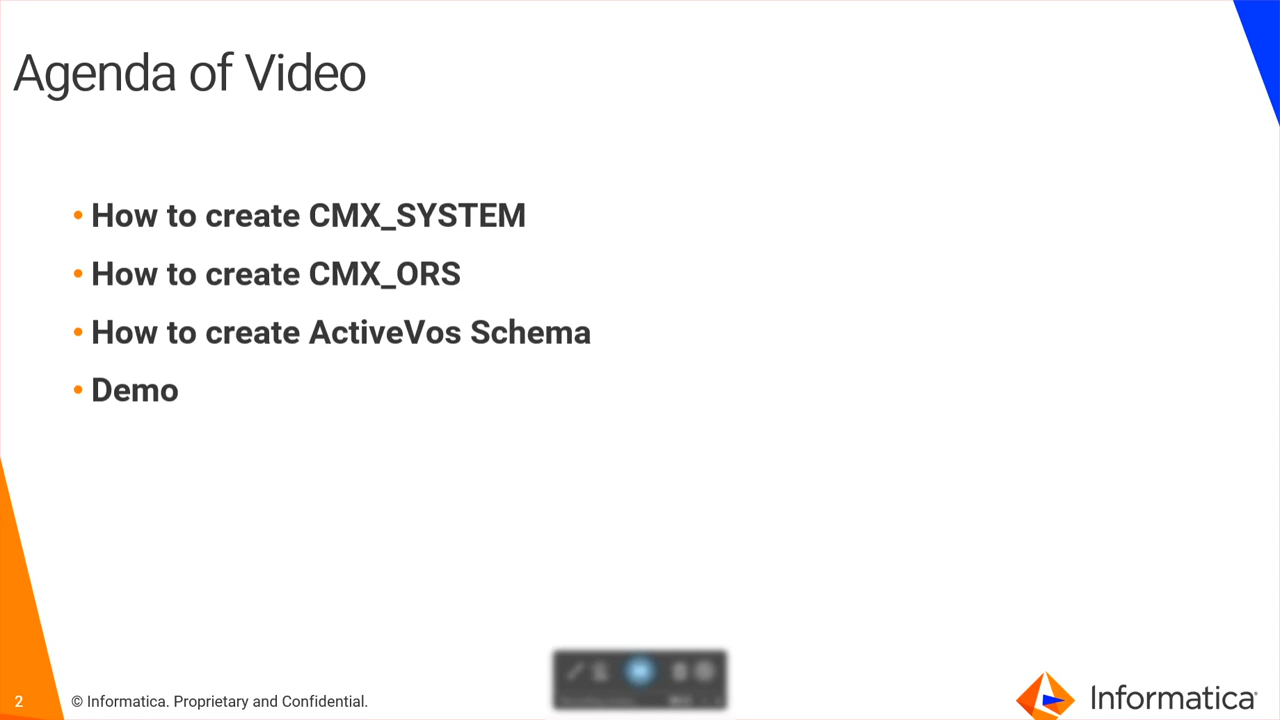 Agenda of Video
• How to create CMX_SYSTEM
• How to create CMX_ORS
• How to create ActiveVos Schema
• Demo
2
© Informatica. Proprietary and Confidential.
Informatica